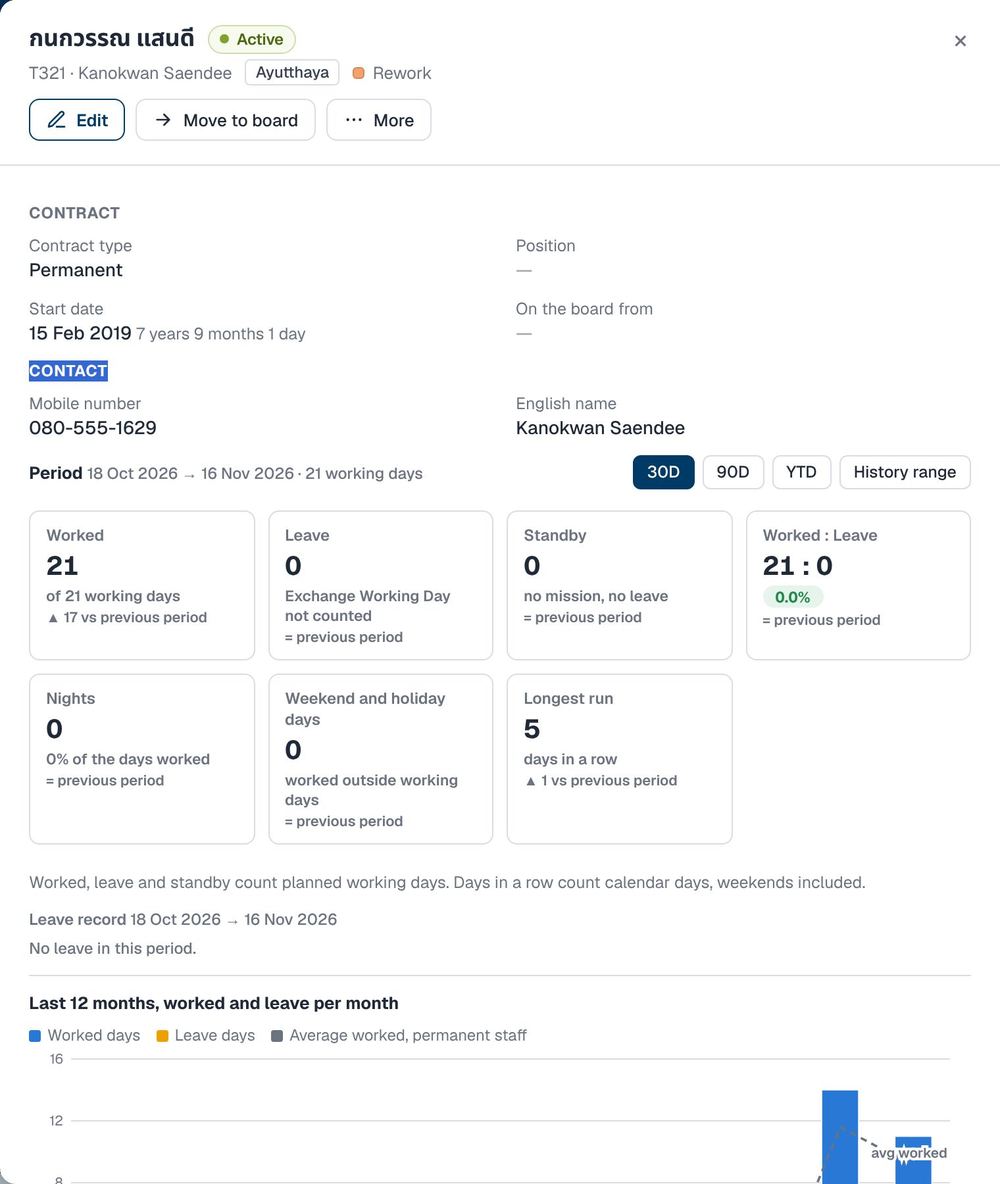 กนกวรรณ แสนดี Active
T321 · Kanokwan Saendee Ayutthaya Rework
Edit Move to board ··· More
CONTRACT
Contract type Position
Permanent —
Start date On the board from
15 Feb 2019 7 years 9 months 1 day —
CONTACT
Mobile number English name
080-555-1629 Kanokwan Saendee
Period 18 Oct 2026 → 16 Nov 2026 · 21 working days 30D 90D YTD History range
Worked
21
of 21 working days
▲ 17 vs previous period
Leave
0
Exchange Working Day
not counted
= previous period
Standby
0
no mission, no leave
= previous period
Worked : Leave
21 : 0
0.0%
= previous period
Nights
0
0% of the days worked
= previous period
Weekend and holiday
days
0
worked outside working
days
= previous period
Longest run
5
days in a row
▲ 1 vs previous period
Worked, leave and standby count planned working days. Days in a row count calendar days, weekends included.
Leave record 18 Oct 2026 → 16 Nov 2026
No leave in this period.
Last 12 months, worked and leave per month
Worked days Leave days Average worked, permanent staff
16
12
avg worked
8